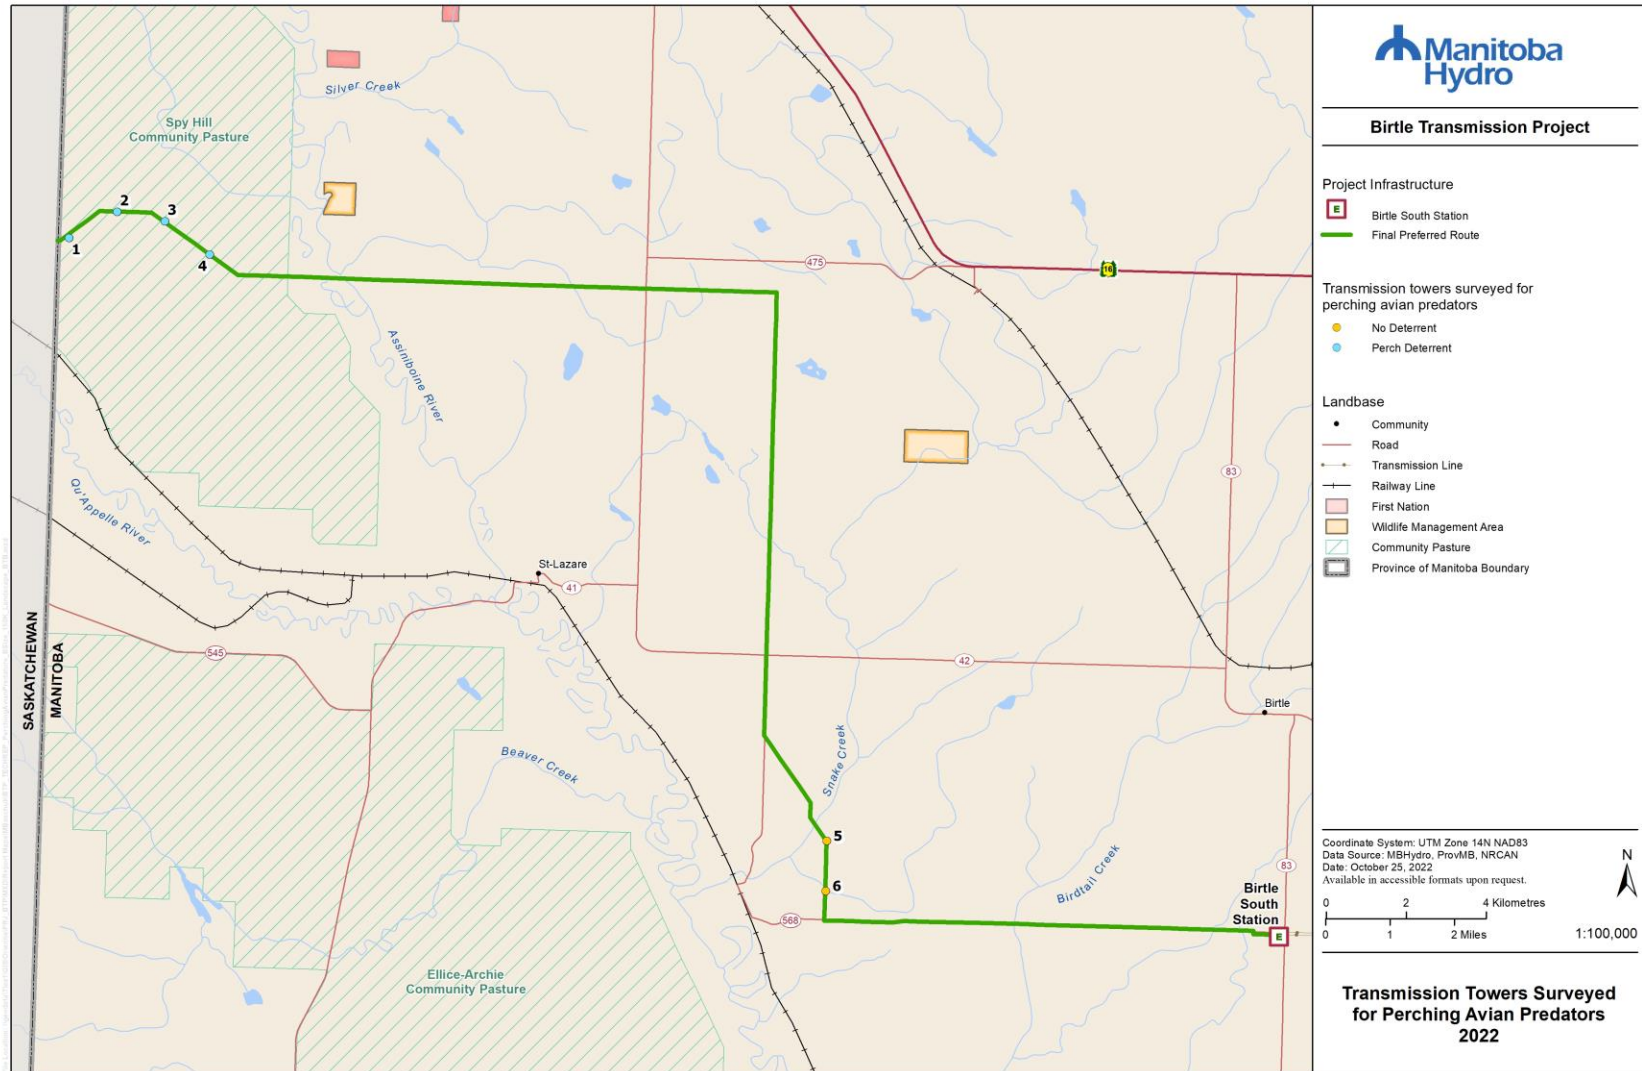 Silver Creek
Spy Hill
Community Pasture
2
3
1
4
475
16
Assiniboine River
83
Qu'Appelle River
St-Lazare
41
545
42
SASKATCHEWAN
MANITOBA
Birtle
Beaver Creek
Snake Creek
5
6
Birdtail Creek
83
568
Birtle
South
Station
E
Ellice-Archie
Community Pasture
Manitoba
Hydro
Birtle Transmission Project
Project Infrastructure
E
Birtle South Station
Final Preferred Route
Transmission towers surveyed for
perching avian predators
No Deterrent
Perch Deterrent
Landbase
Community
Road
Transmission Line
Railway Line
First Nation
Wildlife Management Area
Community Pasture
Province of Manitoba Boundary
Coordinate System: UTM Zone 14N NAD83
Data Source: MBHydro, ProvMB, NRCAN
Date: October 25, 2022
Available in accessible formats upon request.
N
0 2 4 Kilometres
0 1 2 Miles
1:100,000
Transmission Towers Surveyed
for Perching Avian Predators
2022